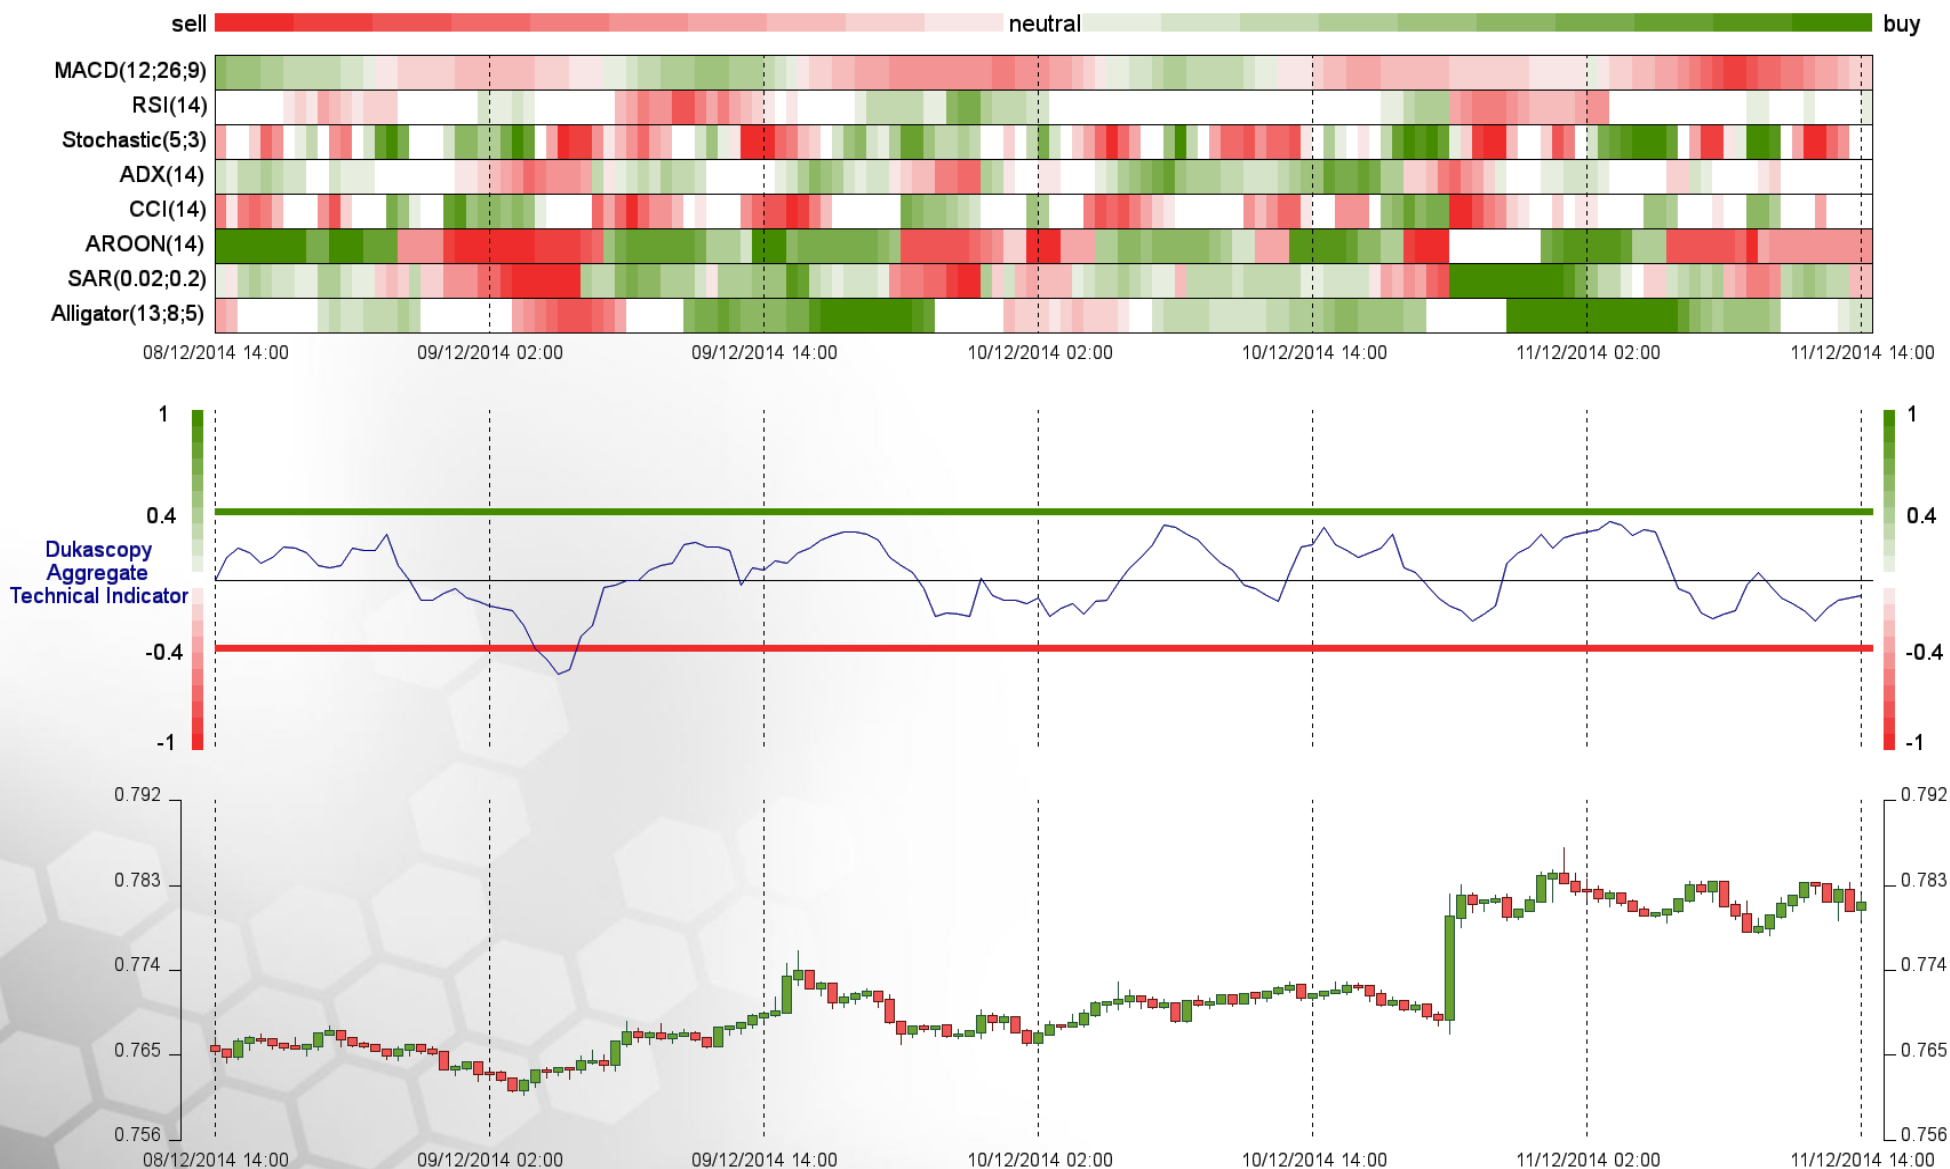 sell neutral buy
MACD(12;26;9)
RSI(14)
Stochastic(5;3)
ADX(14)
CCI(14)
AROON(14)
SAR(0.02;0.2)
Alligator(13;8;5)
08/12/2014 14:00 09/12/2014 02:00 09/12/2014 14:00 10/12/2014 02:00 10/12/2014 14:00 11/12/2014 02:00 11/12/2014 14:00
1 1
0.4 0.4
Dukascopy
Aggregate
Technical Indicator
-0.4 -0.4
-1 -1
0.792 0.792
0.783 0.783
0.774 0.774
0.765 0.765
0.756 0.756
08/12/2014 14:00 09/12/2014 02:00 09/12/2014 14:00 10/12/2014 02:00 10/12/2014 14:00 11/12/2014 02:00 11/12/2014 14:00